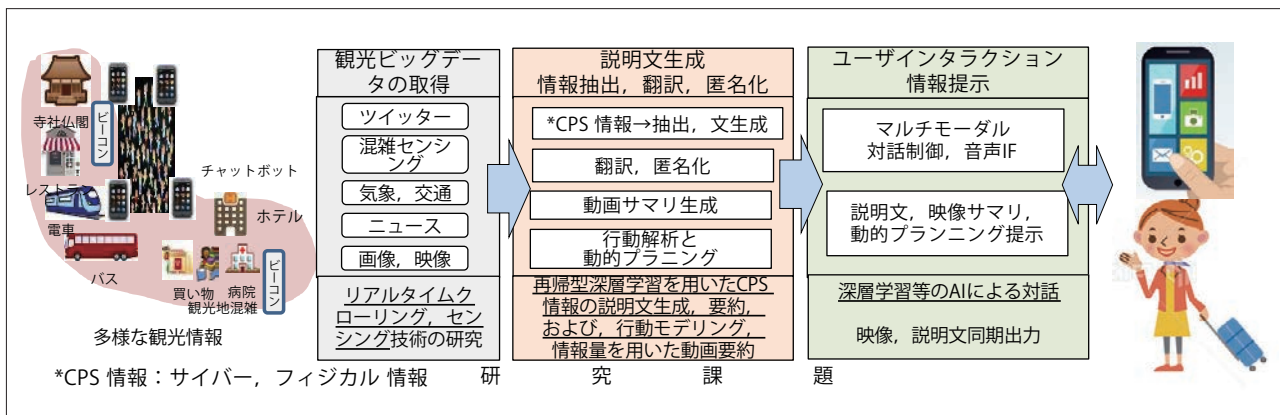 寺社仏閣
ビーコン
レストラン
チャットボット
電車
ホテル
バス
買い物
病院
観光地混雑
ビーコン
多様な観光情報
観光ビッグデー
タの取得
ツイッター
混雑センシ
ング
気象，交通
ニュース
画像，映像
リアルタイムク
ローリング，セン
シング技術の研究
説明文生成
情報抽出，翻訳，匿名化
*CPS 情報→抽出，文生成
翻訳，匿名化
動画サマリ生成
行動解析と
動的プラニング
再帰型深層学習を用いたCPS
情報の説明文生成，要約，
および，行動モデリング，
情報量を用いた動画要約
ユーザインタラクション
情報提示
マルチモーダル
対話制御，音声IF
説明文，映像サマリ，
動的プランニング提示
深層学習等のAIによる対話
映像，説明文同期出力
*CPS 情報：サイバー，フィジカル 情報
研 究 課 題